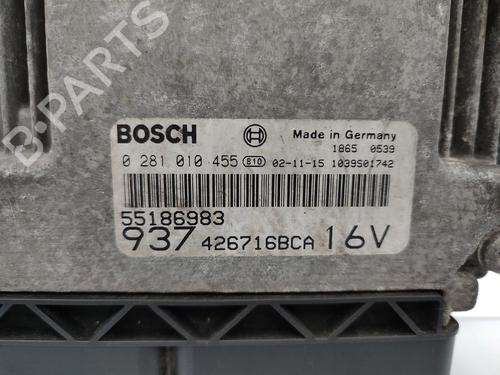 B-PARTS
BOSCH Made in Germany
1865 0539
0 281 010 455 810 02-11-15 1039S01742
55186983
937 426716BCA 16V